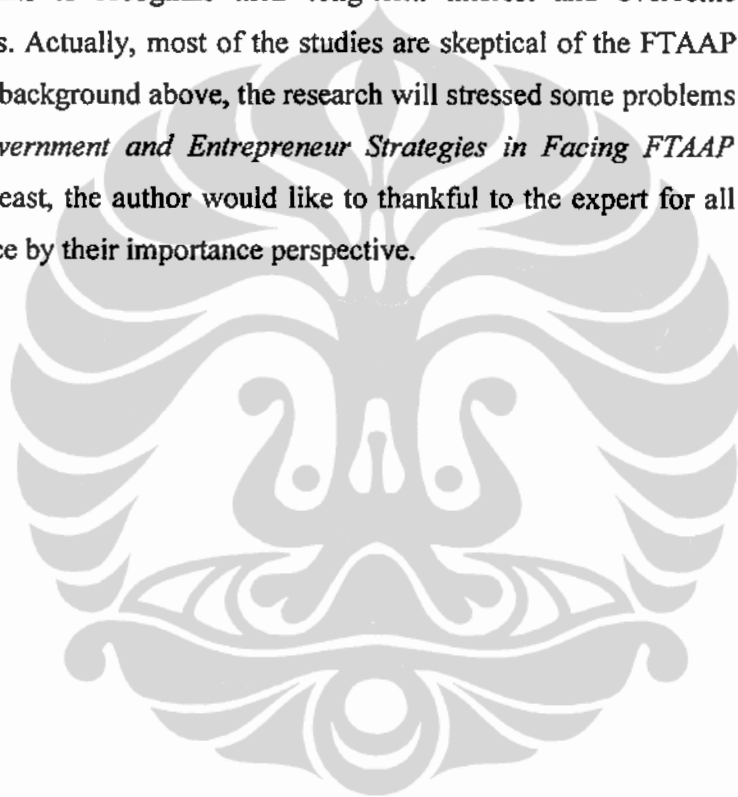 s. Actually, most of the studies are skeptical of the FTAAP
background above, the research will stressed some problems
vernment and Entrepreneur Strategies in Facing FTAAP
east, the author would like to thankful to the expert for all
ce by their importance perspective.